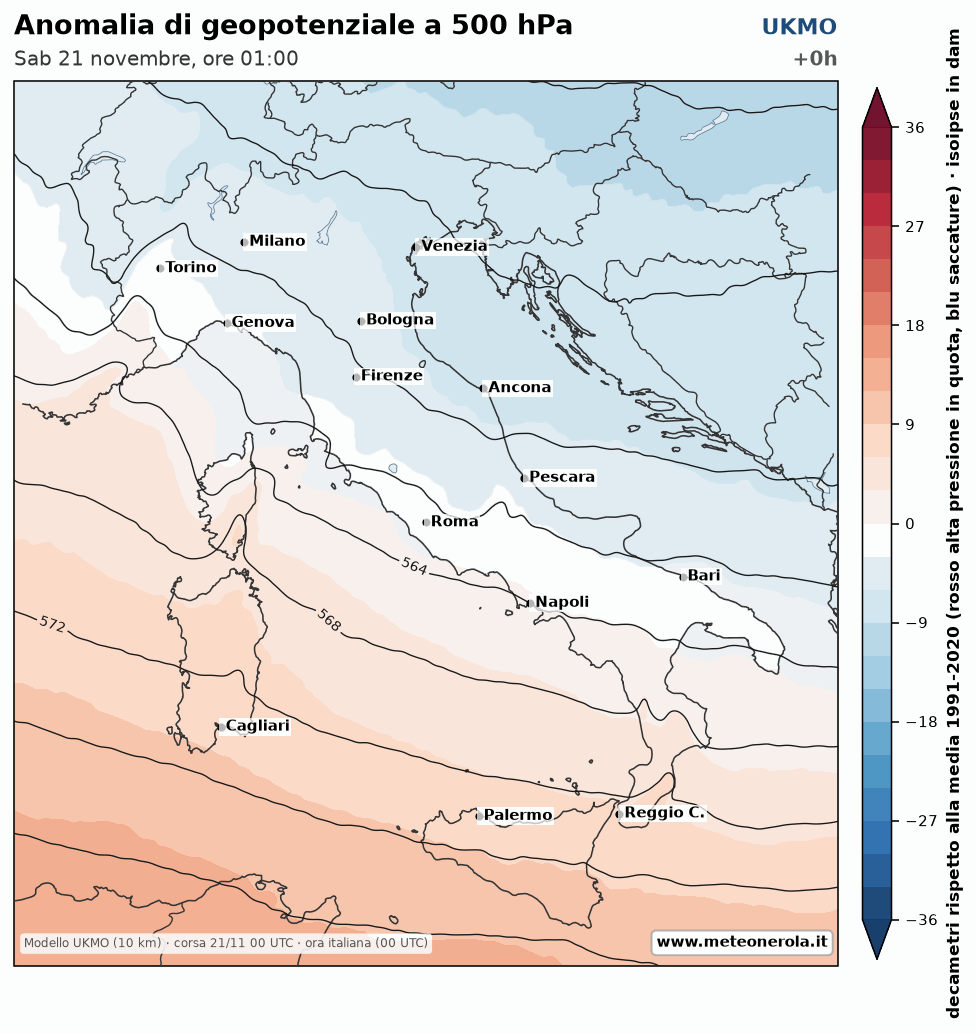 Anomalia di geopotenziale a 500 hPa
UKMO
Sab 21 novembre, ore 01:00
+0h
Milano
Venezia
Torino
Genova
Bologna
Firenze
Ancona
Pescara
Roma
564
Bari
Napoli
568
572
Cagliari
Palermo
Reggio C.
Modello UKMO (10 km) · corsa 21/11 00 UTC · ora italiana (00 UTC)
www.meteonerola.it
36
27
18
9
0
−9
−18
−27
−36
decametri rispetto alla media 1991-2020 (rosso alta pressione in quota, blu saccature) · isoipse in dam